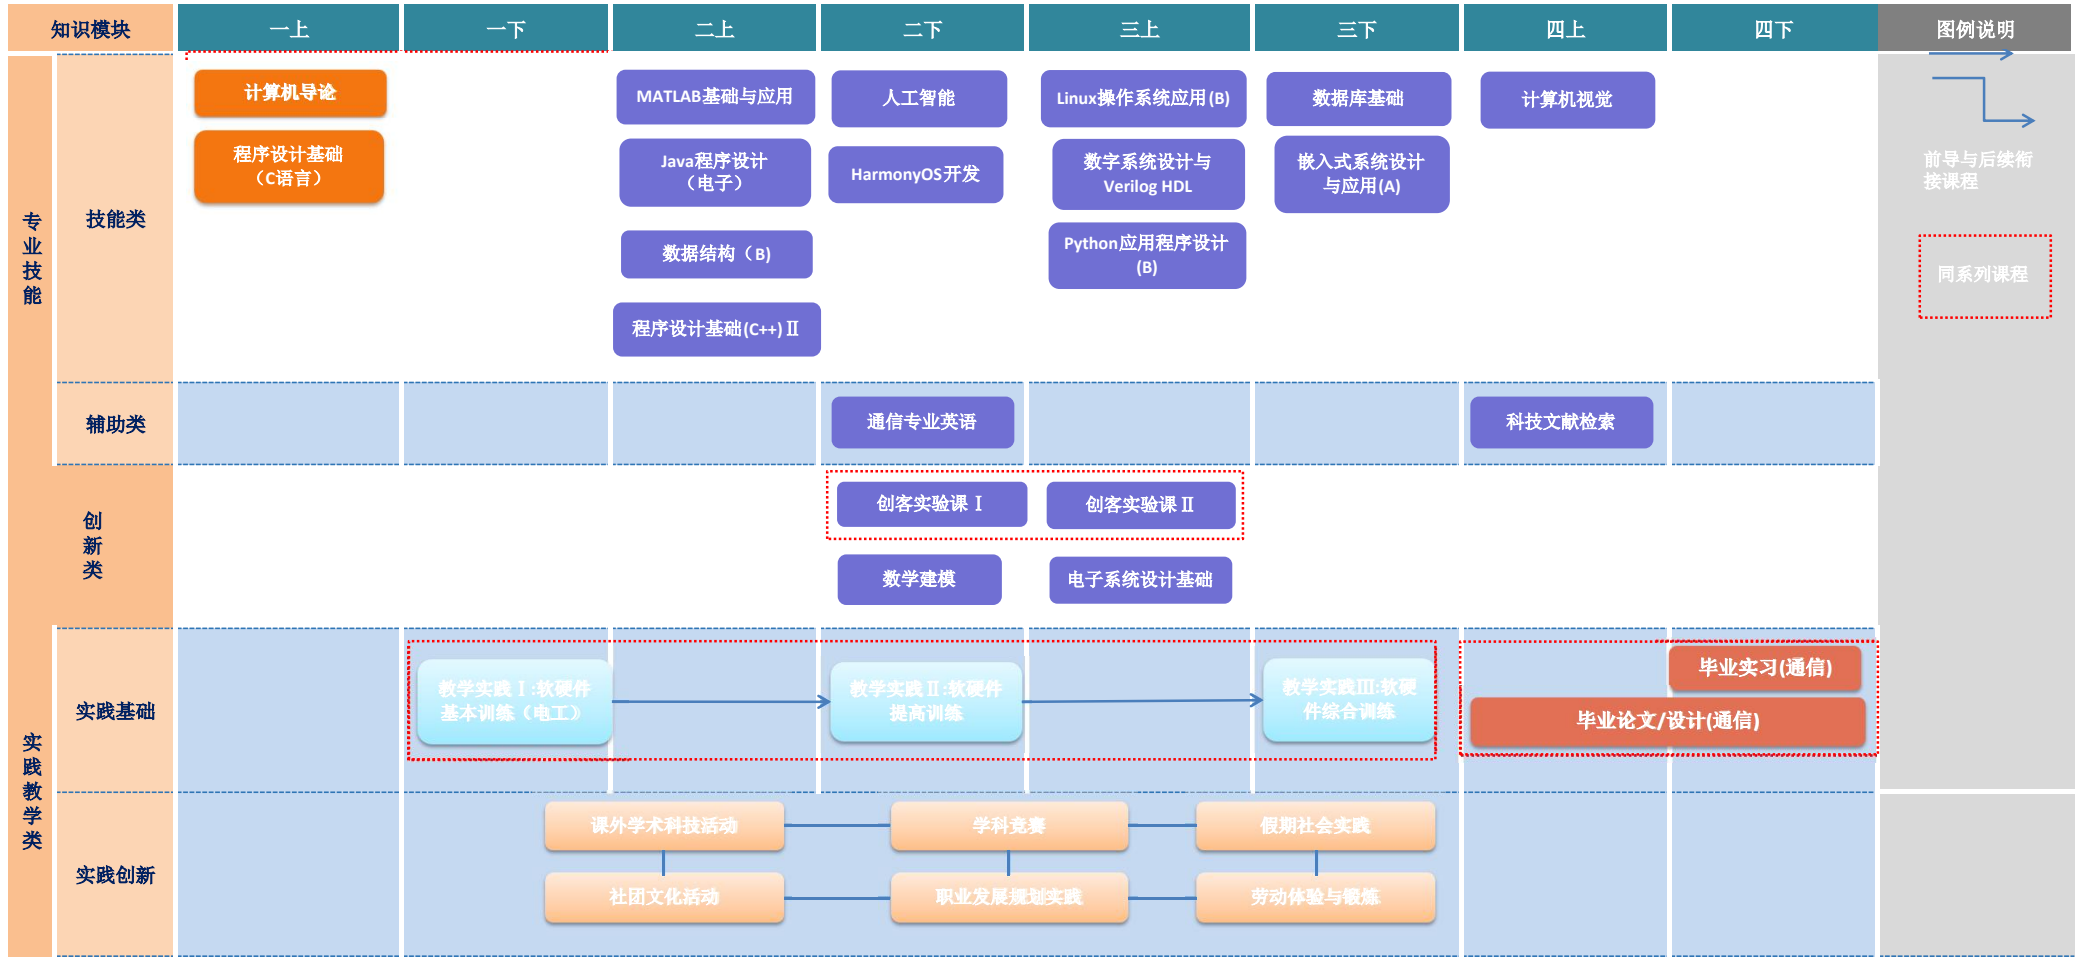 知识模块
一上
一下
二上
二下
三上
三下
四上
四下
图例说明
专业技能
技能类
计算机导论
程序设计基础
（C语言）
MATLAB基础与应用
Java程序设计
（电子）
数据结构（B)
程序设计基础(C++)Ⅱ
人工智能
HarmonyOS开发
Linux操作系统应用(B)
数字系统设计与
Verilog HDL
Python应用程序设计
(B)
数据库基础
嵌入式系统设计
与应用(A)
计算机视觉
前导与后续衔
接课程
同系列课程
辅助类
通信专业英语
科技文献检索
创新类
创客实验课Ⅰ
创客实验课Ⅱ
数学建模
电子系统设计基础
实践教学类
实践基础
教学实践Ⅰ:软硬件
基本训练（电工）
教学实践Ⅱ:软硬件
提高训练
教学实践Ⅲ:软硬
件综合训练
毕业实习(通信)
毕业论文/设计(通信)
实践创新
课外学术科技活动
学科竞赛
假期社会实践
社团文化活动
职业发展规划实践
劳动体验与锻炼